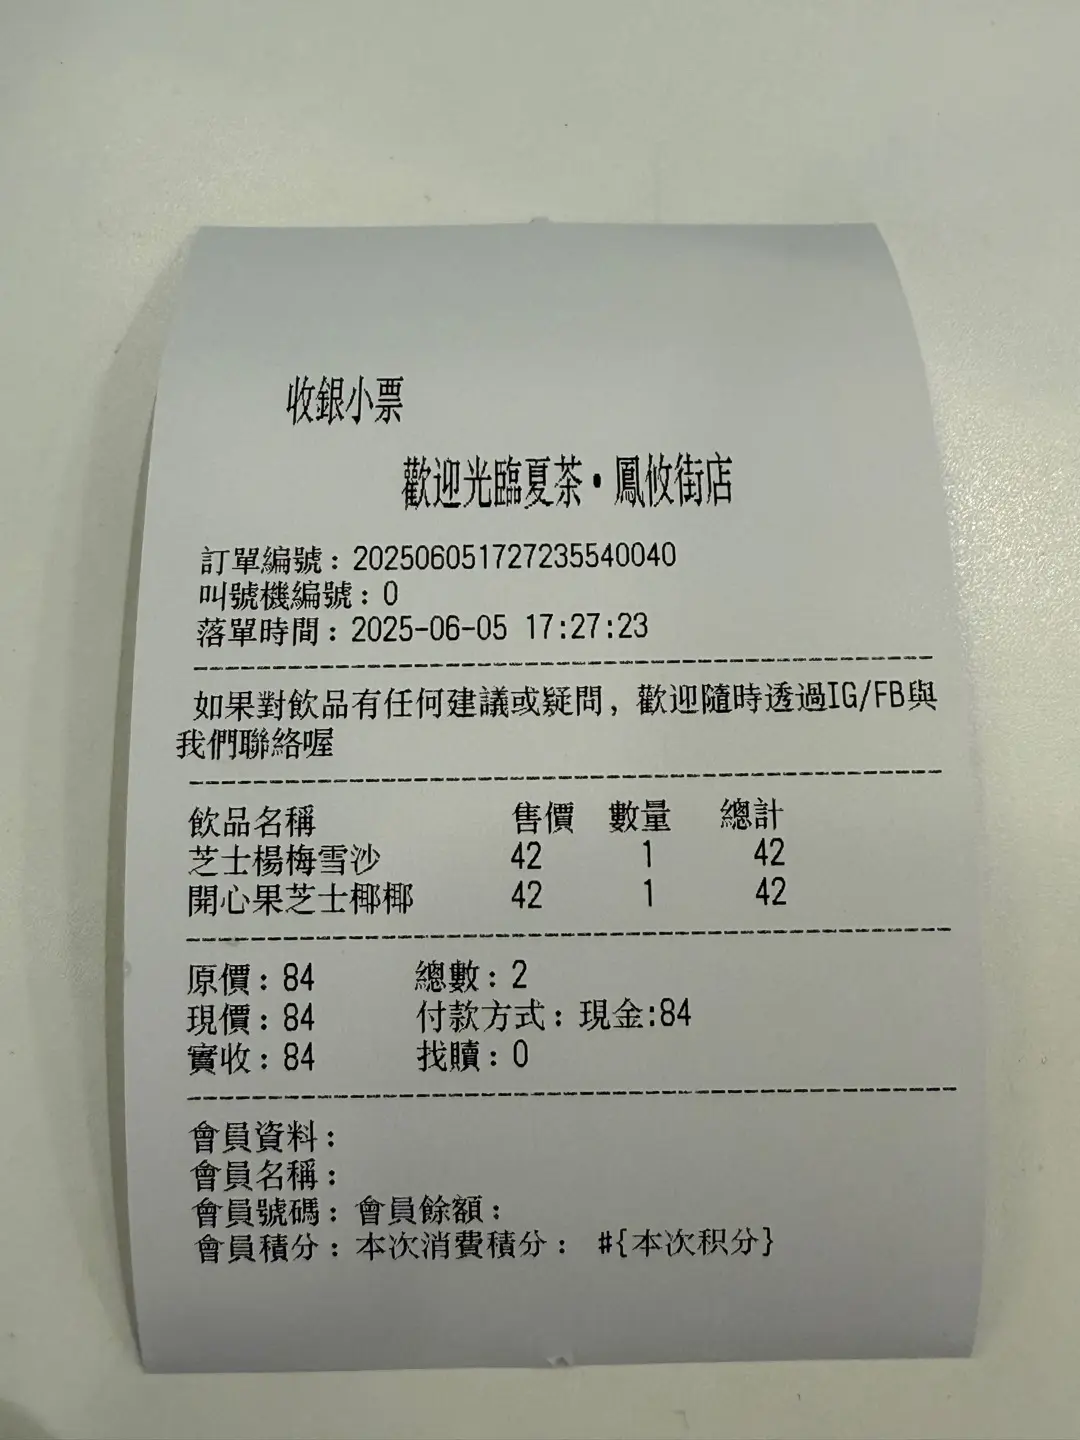 收銀小票
歡迎光臨夏茶·鳳攸街店
訂單編號：202506051727235540040
叫號機編號：0
落單時間：2025-06-05 17:27:23
如果對飲品有任何建議或疑問，歡迎隨時透過IG/FB與
我們聯絡喔
飲品名稱 售價 數量 總計
芝士楊梅雪沙 42 1 42
開心果芝士椰椰 42 1 42
原價：84 總數：2
現價：84 付款方式：現金:84
實收：84 找贖：0
會員資料：
會員名稱：
會員號碼：會員餘額：
會員積分：本次消費積分： #{本次积分}